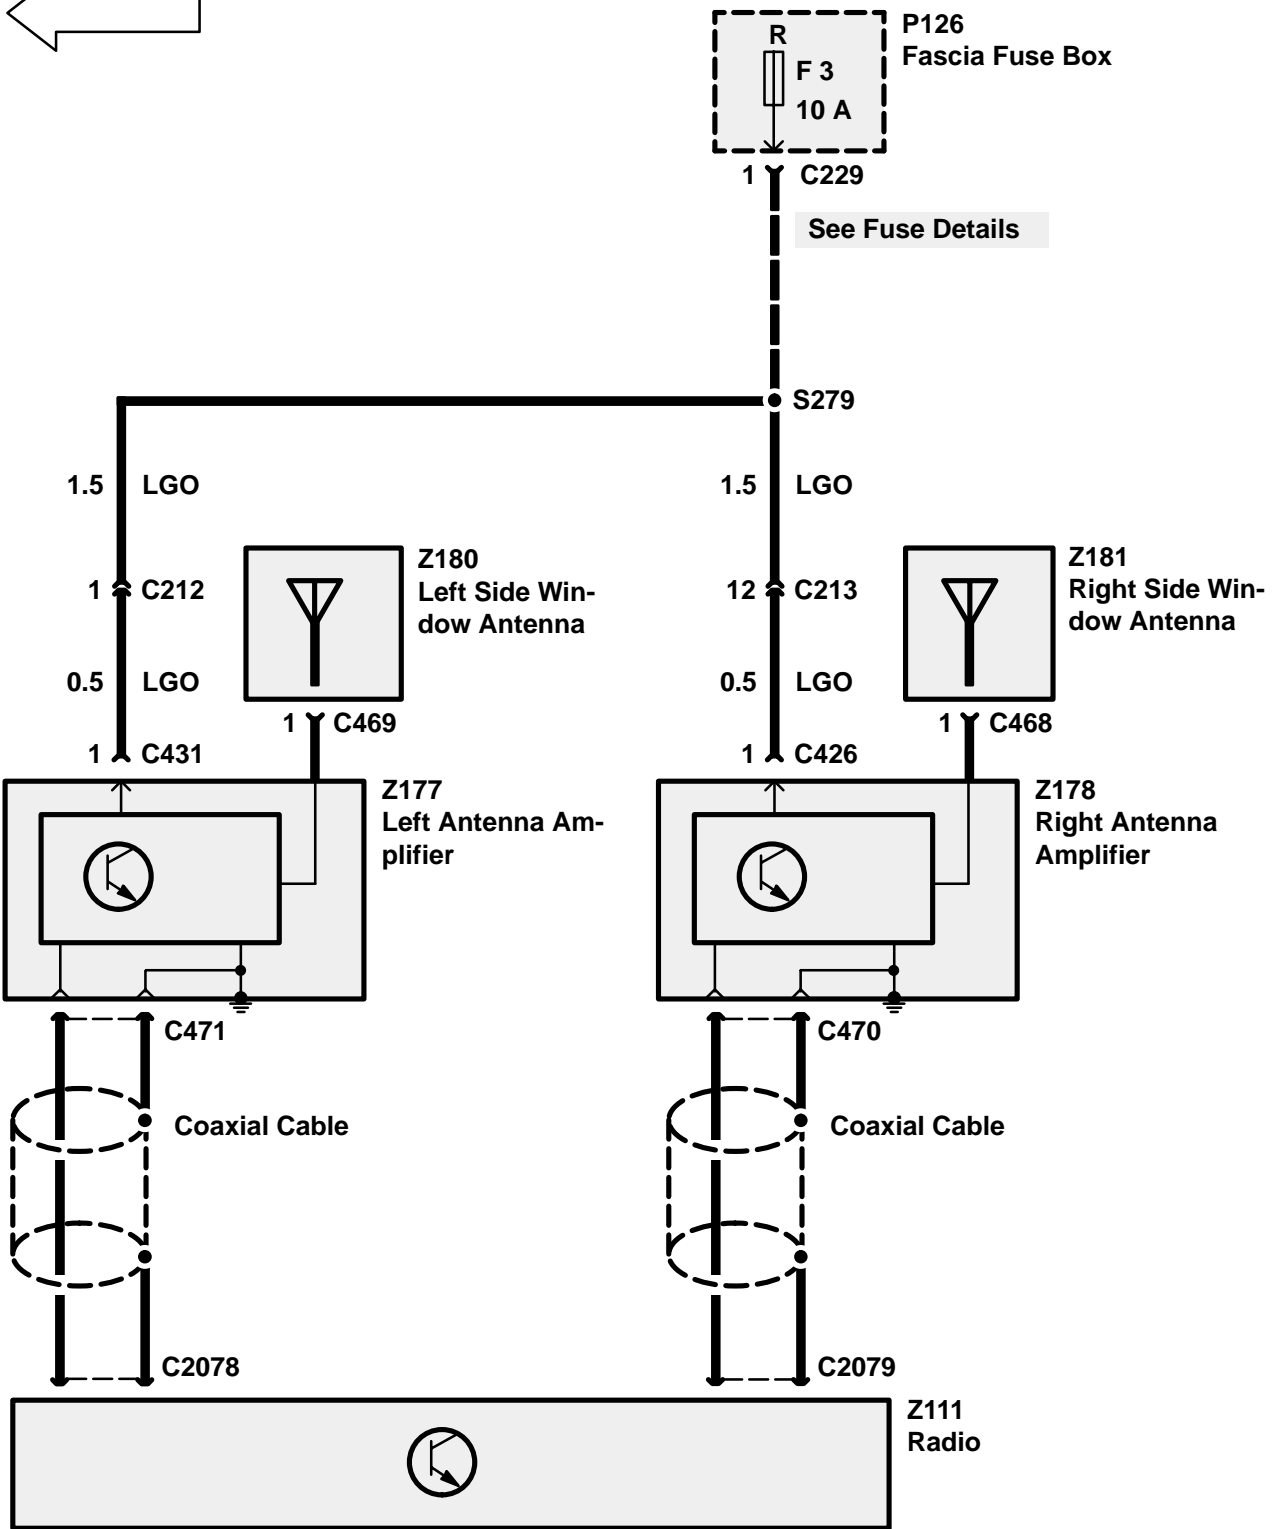 P126
R
Fascia Fuse Box
F 3
10 A
1 C229
See Fuse Details
S279
1.5 LGO
1.5 LGO
Z180
Left Side Win-
dow Antenna
Z181
Right Side Win-
dow Antenna
1 C212
12 C213
0.5 LGO
0.5 LGO
1 C469
1 C468
1 C431
1 C426
Z177
Left Antenna Am-
plifier
Z178
Right Antenna
Amplifier
C471
C470
Coaxial Cable
Coaxial Cable
C2078
C2079
Z111
Radio